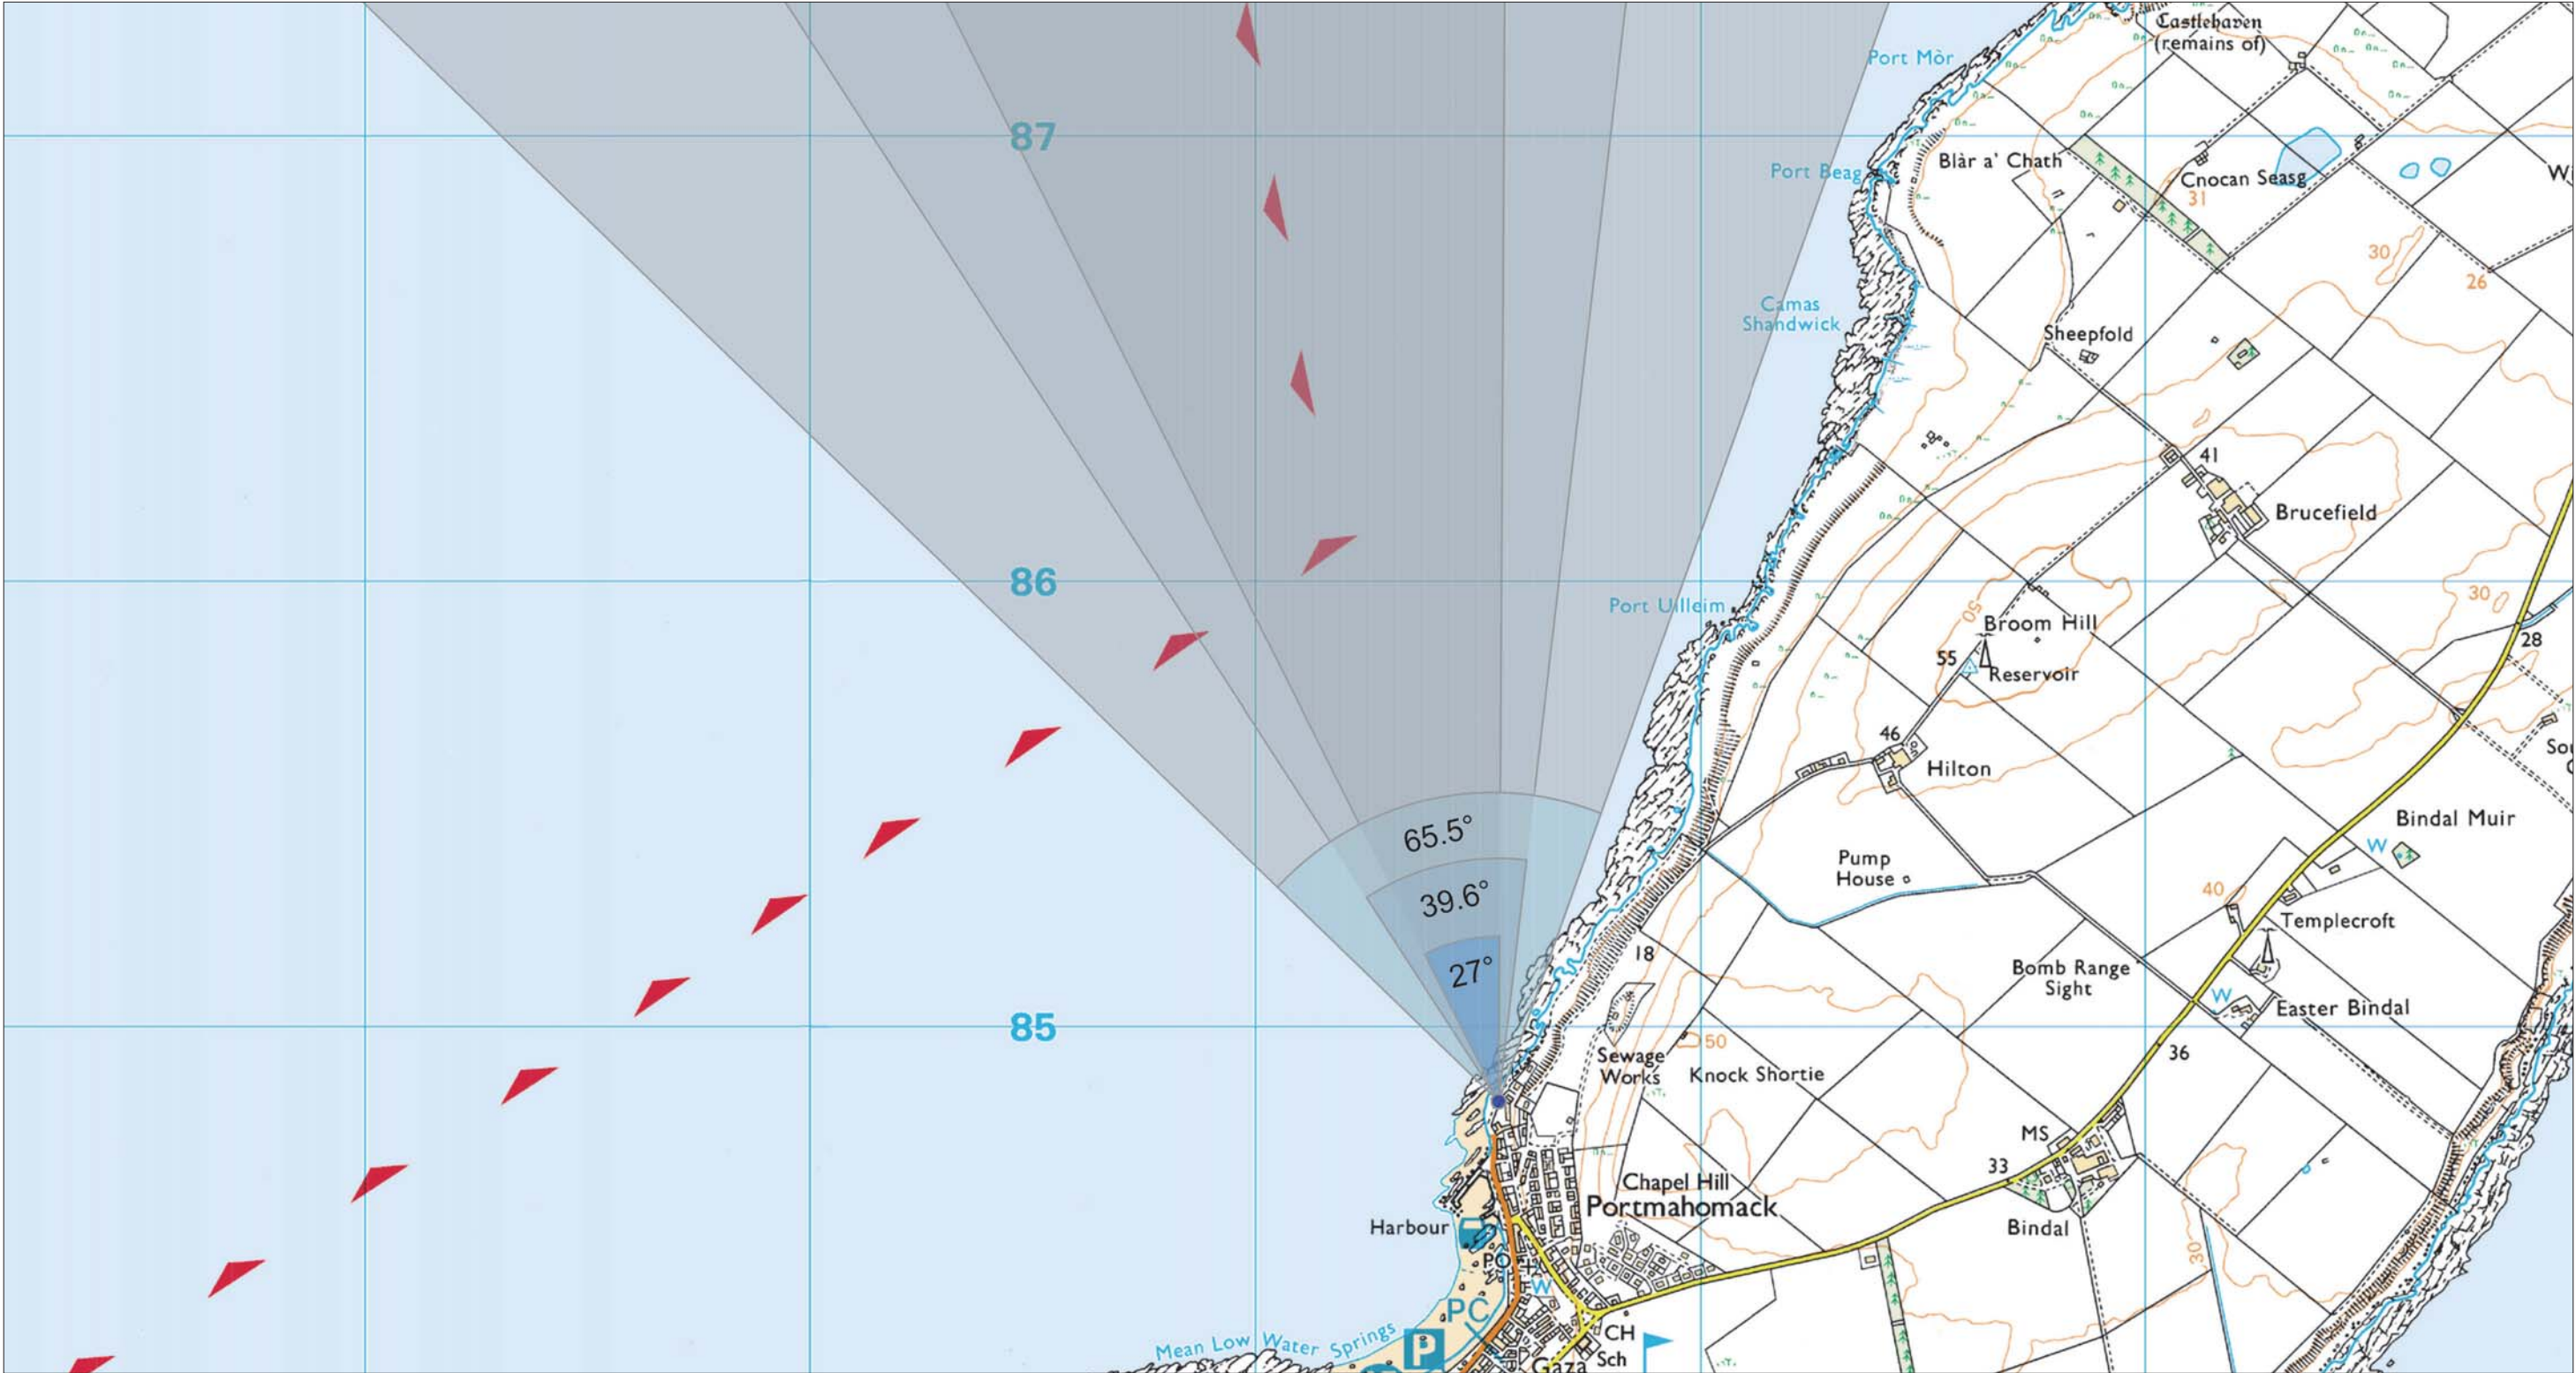 Castlehaven
(remains of)
Port Mòr
87
Blàr a' Chath
Port Beag
Cnocan Seasg
W
31
30
26
Camas
Shandwick
Sheepfold
41
Brucefield
86
30
Port Uilleim
50
Broom Hill
28
55
Reservoir
46
Hilton
Bindal Muir
W
65.5°
Pump
House
39.6°
40
Templecroft
18
27°
Bomb Range
Sight
W
Easter Bindal
85
50
36
Sewage
Works
Knock Shortie
MS
33
Chapel Hill
Portmahomack
Harbour
Bindal
30
PO
W
PC
Mean Low Water Springs
P
CH
Sch
Gaza